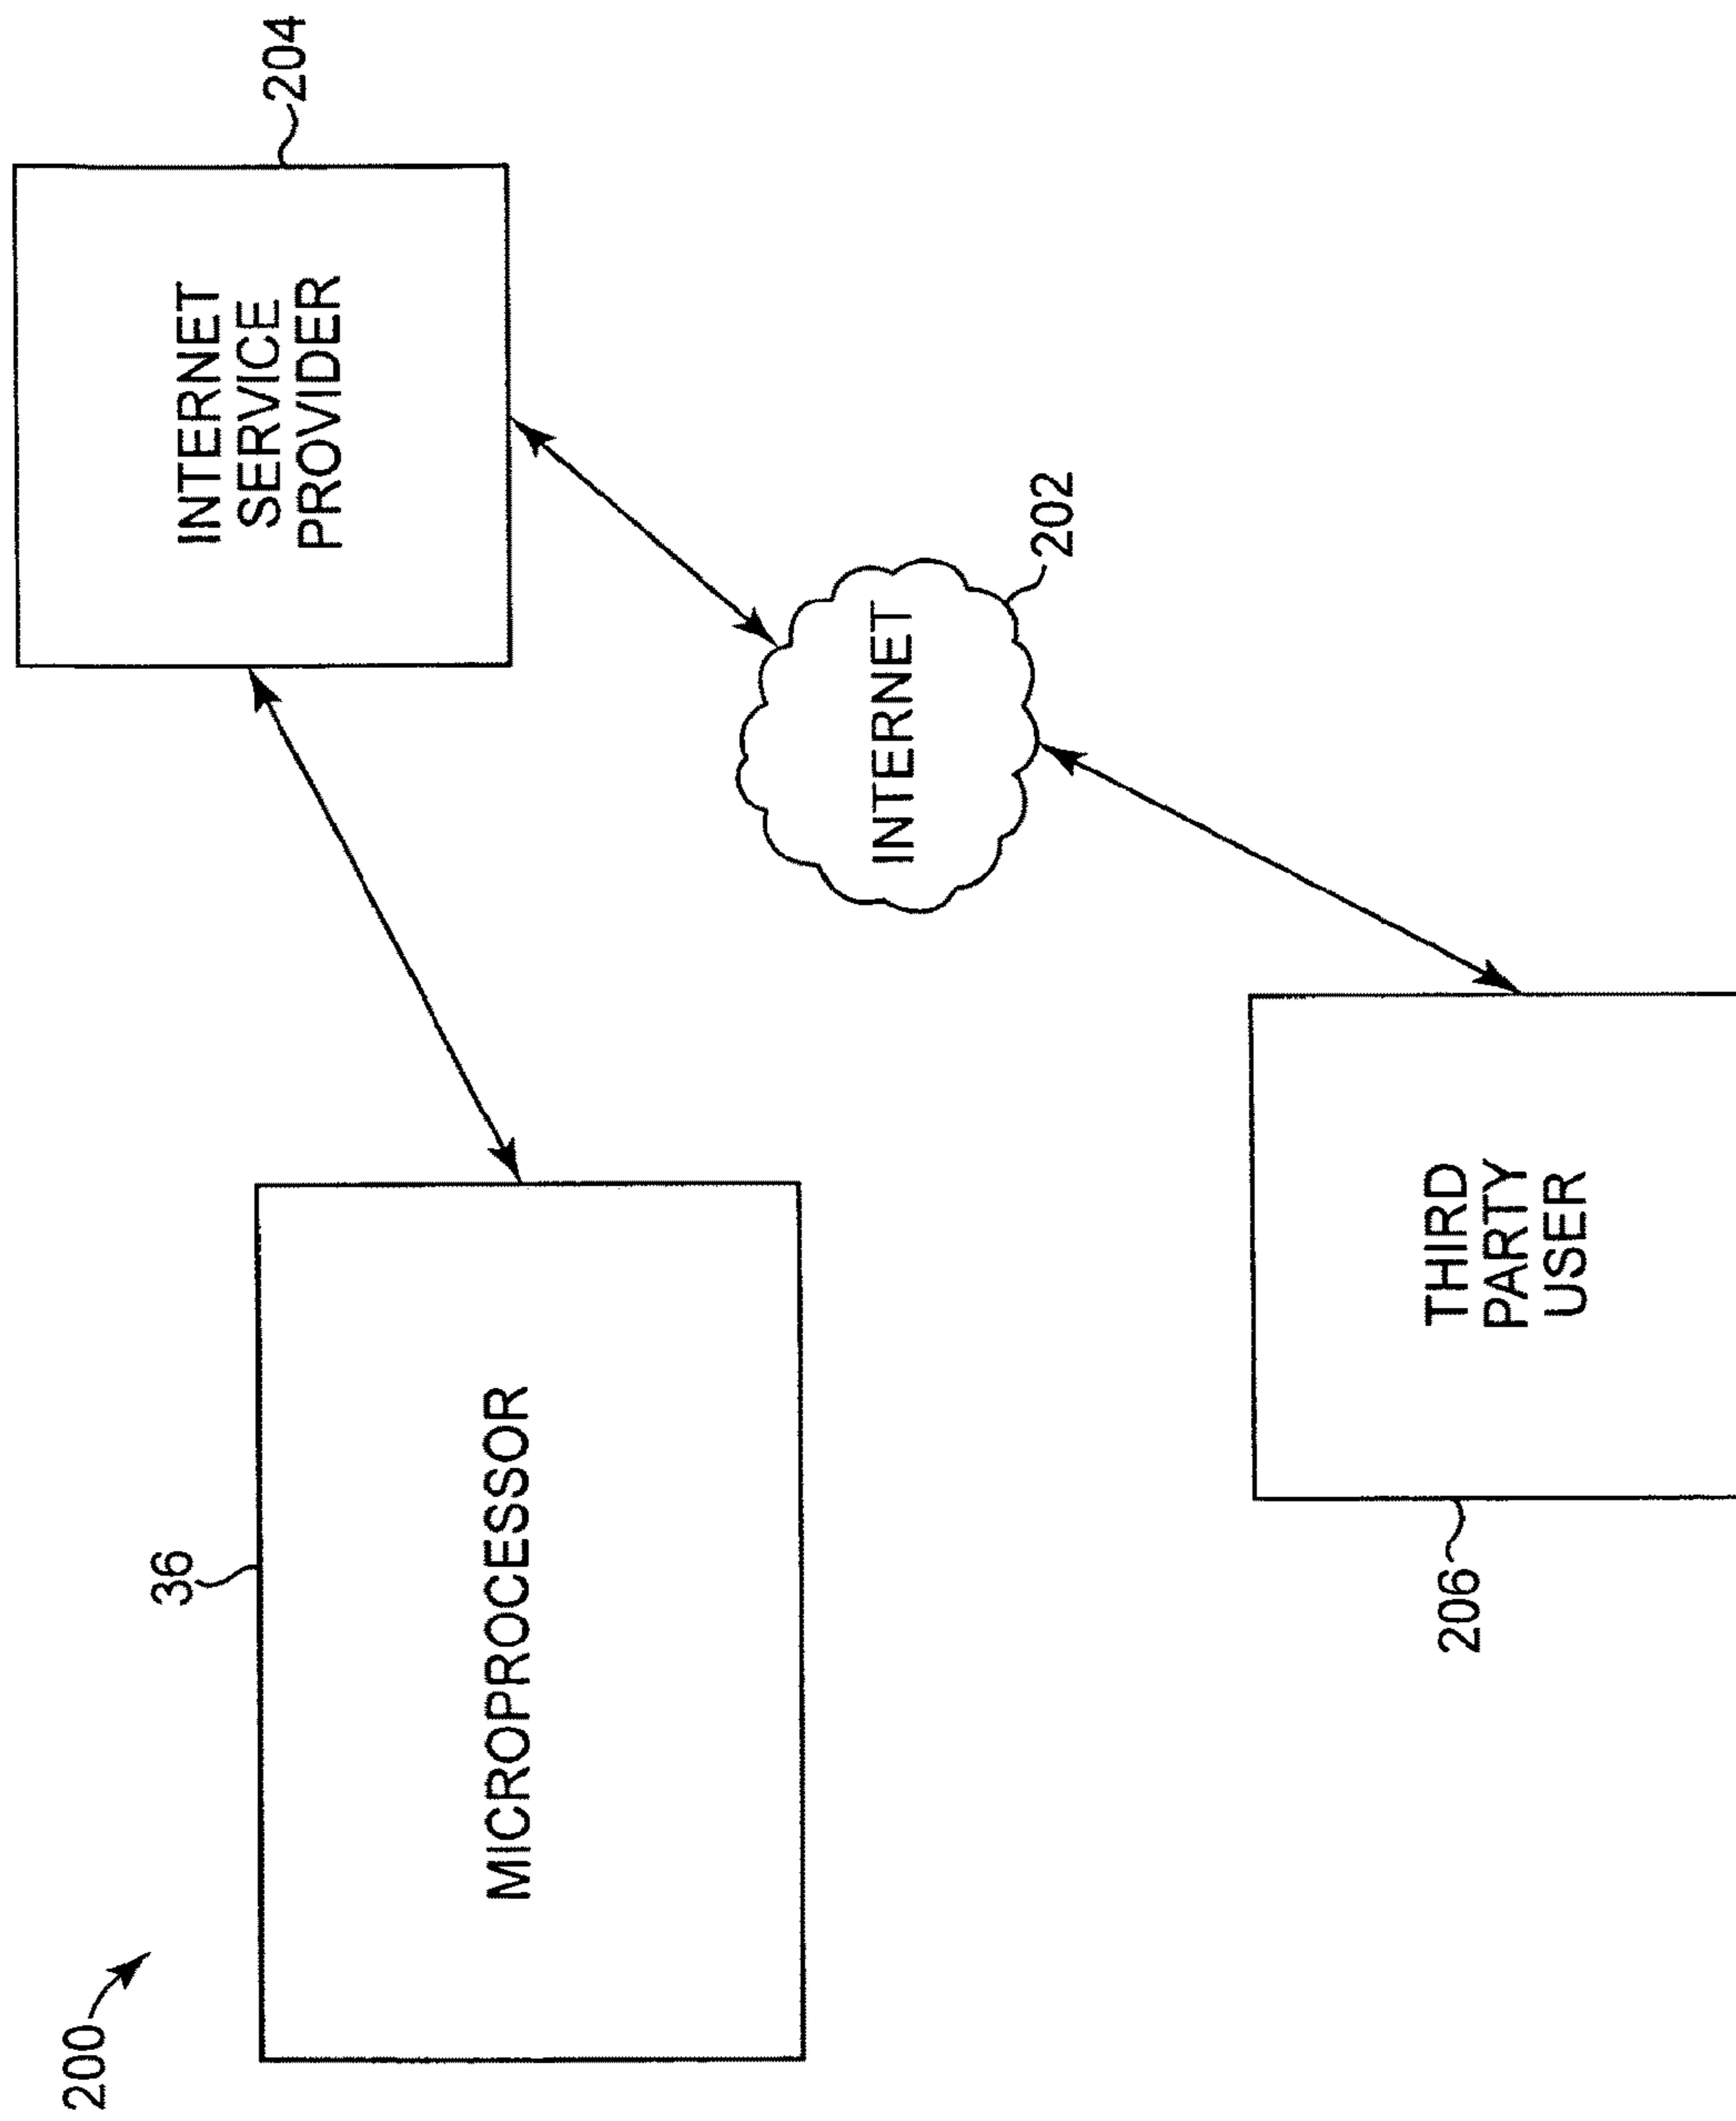 200
36
MICROPROCESSOR
INTERNET
SERVICE
PROVIDER
204
INTERNET
202
206
THIRD
PARTY
USER